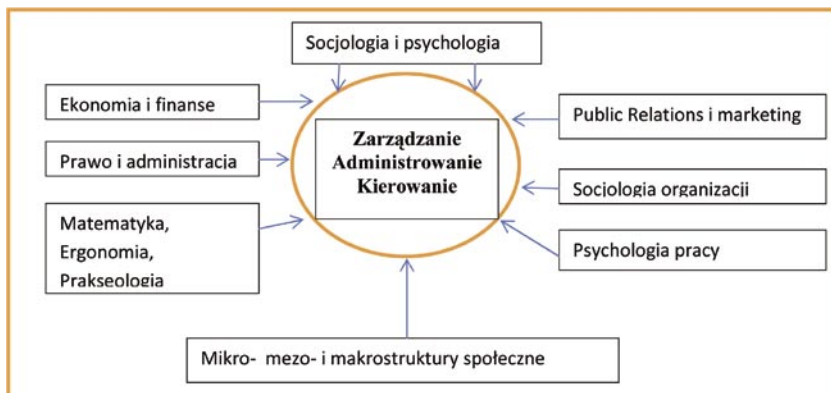 Socjologia i psychologia
Ekonomia i finanse
Public Relations i marketing
Zarządzanie
Administrowanie
Kierowanie
Prawo i administracja
Socjologia organizacji
Matematyka,
Ergonomia,
Prakseologia
Psychologia pracy
Mikro- mezo- i makrostruktury społeczne